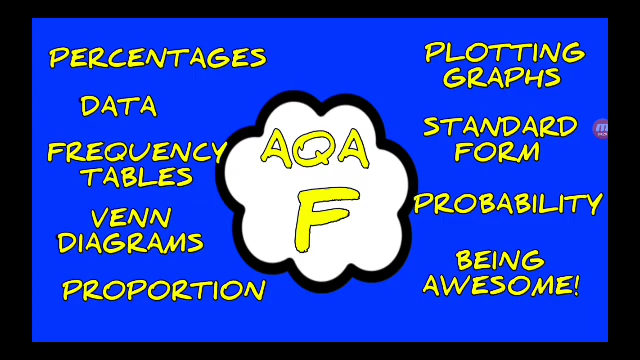 PERCENTAGES
DATA
FREQUENCY
TABLES
VENN
DIAGRAMS
PROPORTION
AQA
F
PLOTTING
GRAPHS
STANDARD
FORM
PROBABILITY
BEING
AWESOME!